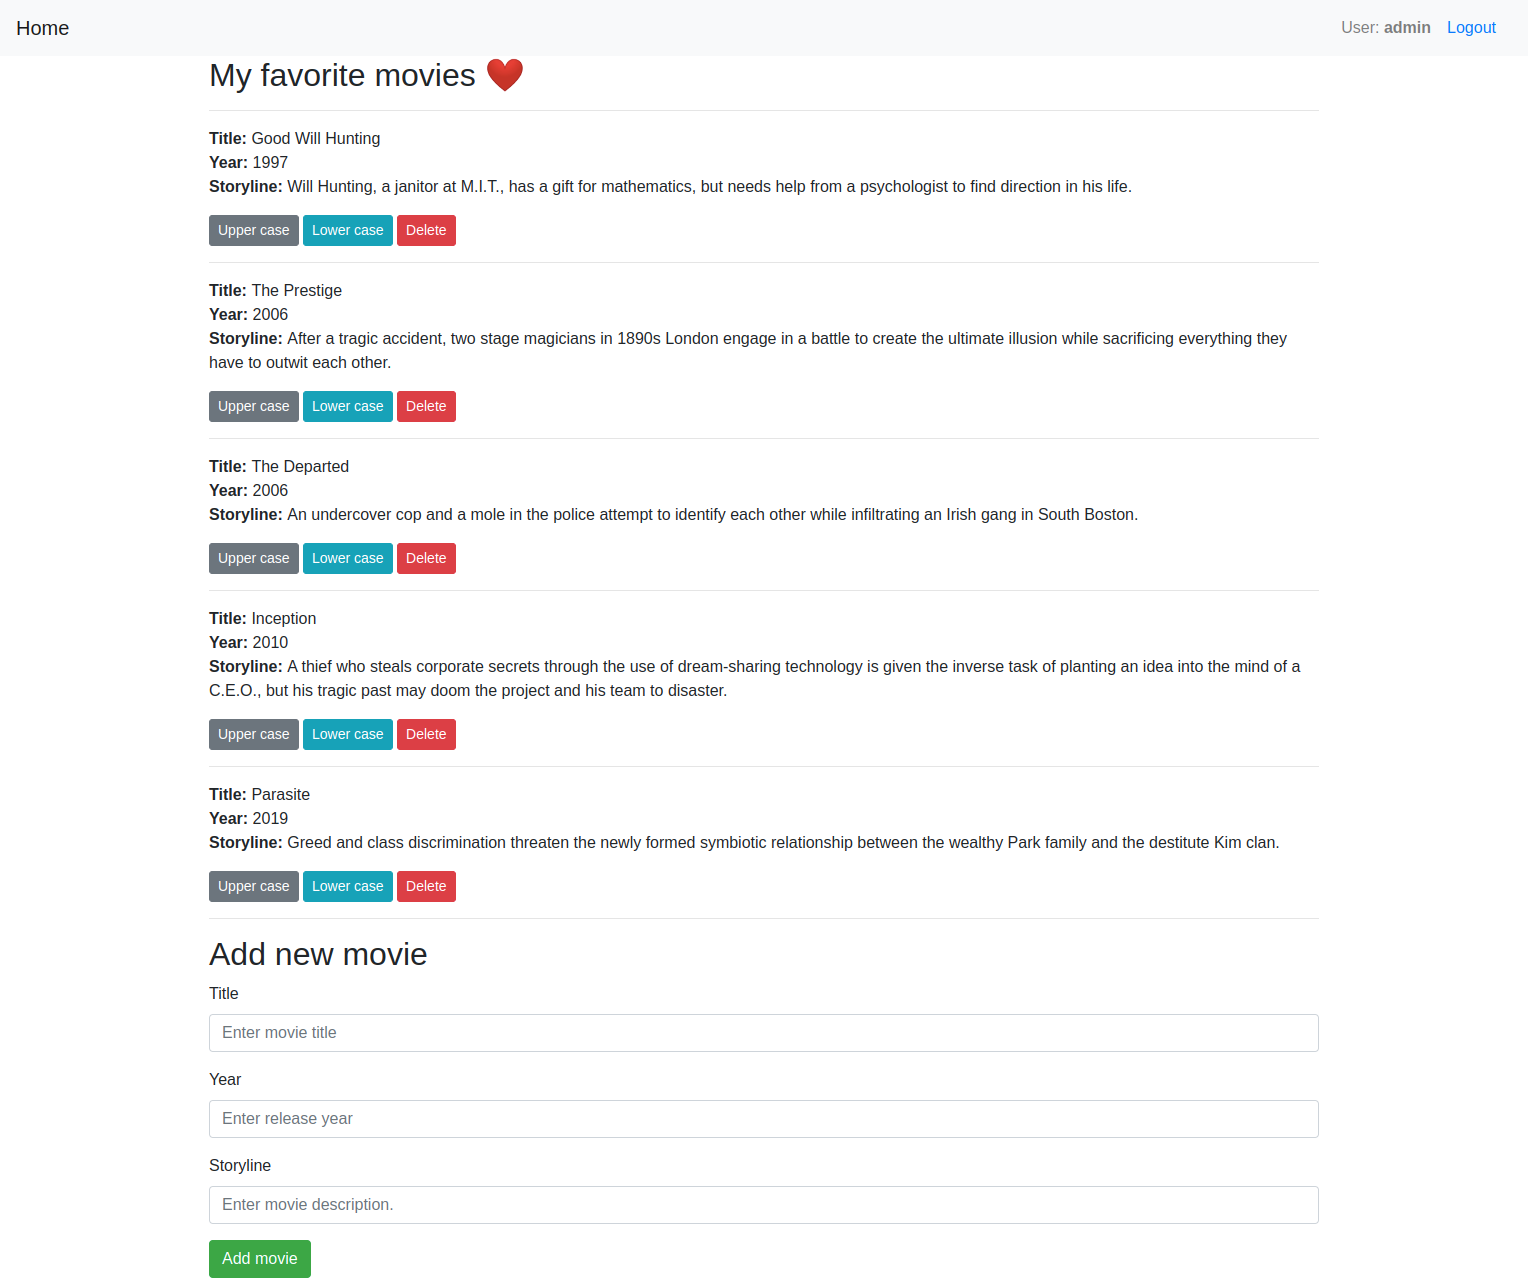 Home
User: admin Logout
My favorite movies ❤️
Title: Good Will Hunting
Year: 1997
Storyline: Will Hunting, a janitor at M.I.T., has a gift for mathematics, but needs help from a psychologist to find direction in his life.
Upper case Lower case Delete
Title: The Prestige
Year: 2006
Storyline: After a tragic accident, two stage magicians in 1890s London engage in a battle to create the ultimate illusion while sacrificing everything they
have to outwit each other.
Upper case Lower case Delete
Title: The Departed
Year: 2006
Storyline: An undercover cop and a mole in the police attempt to identify each other while infiltrating an Irish gang in South Boston.
Upper case Lower case Delete
Title: Inception
Year: 2010
Storyline: A thief who steals corporate secrets through the use of dream-sharing technology is given the inverse task of planting an idea into the mind of a
C.E.O., but his tragic past may doom the project and his team to disaster.
Upper case Lower case Delete
Title: Parasite
Year: 2019
Storyline: Greed and class discrimination threaten the newly formed symbiotic relationship between the wealthy Park family and the destitute Kim clan.
Upper case Lower case Delete
Add new movie
Title
Enter movie title
Year
Enter release year
Storyline
Enter movie description.
Add movie